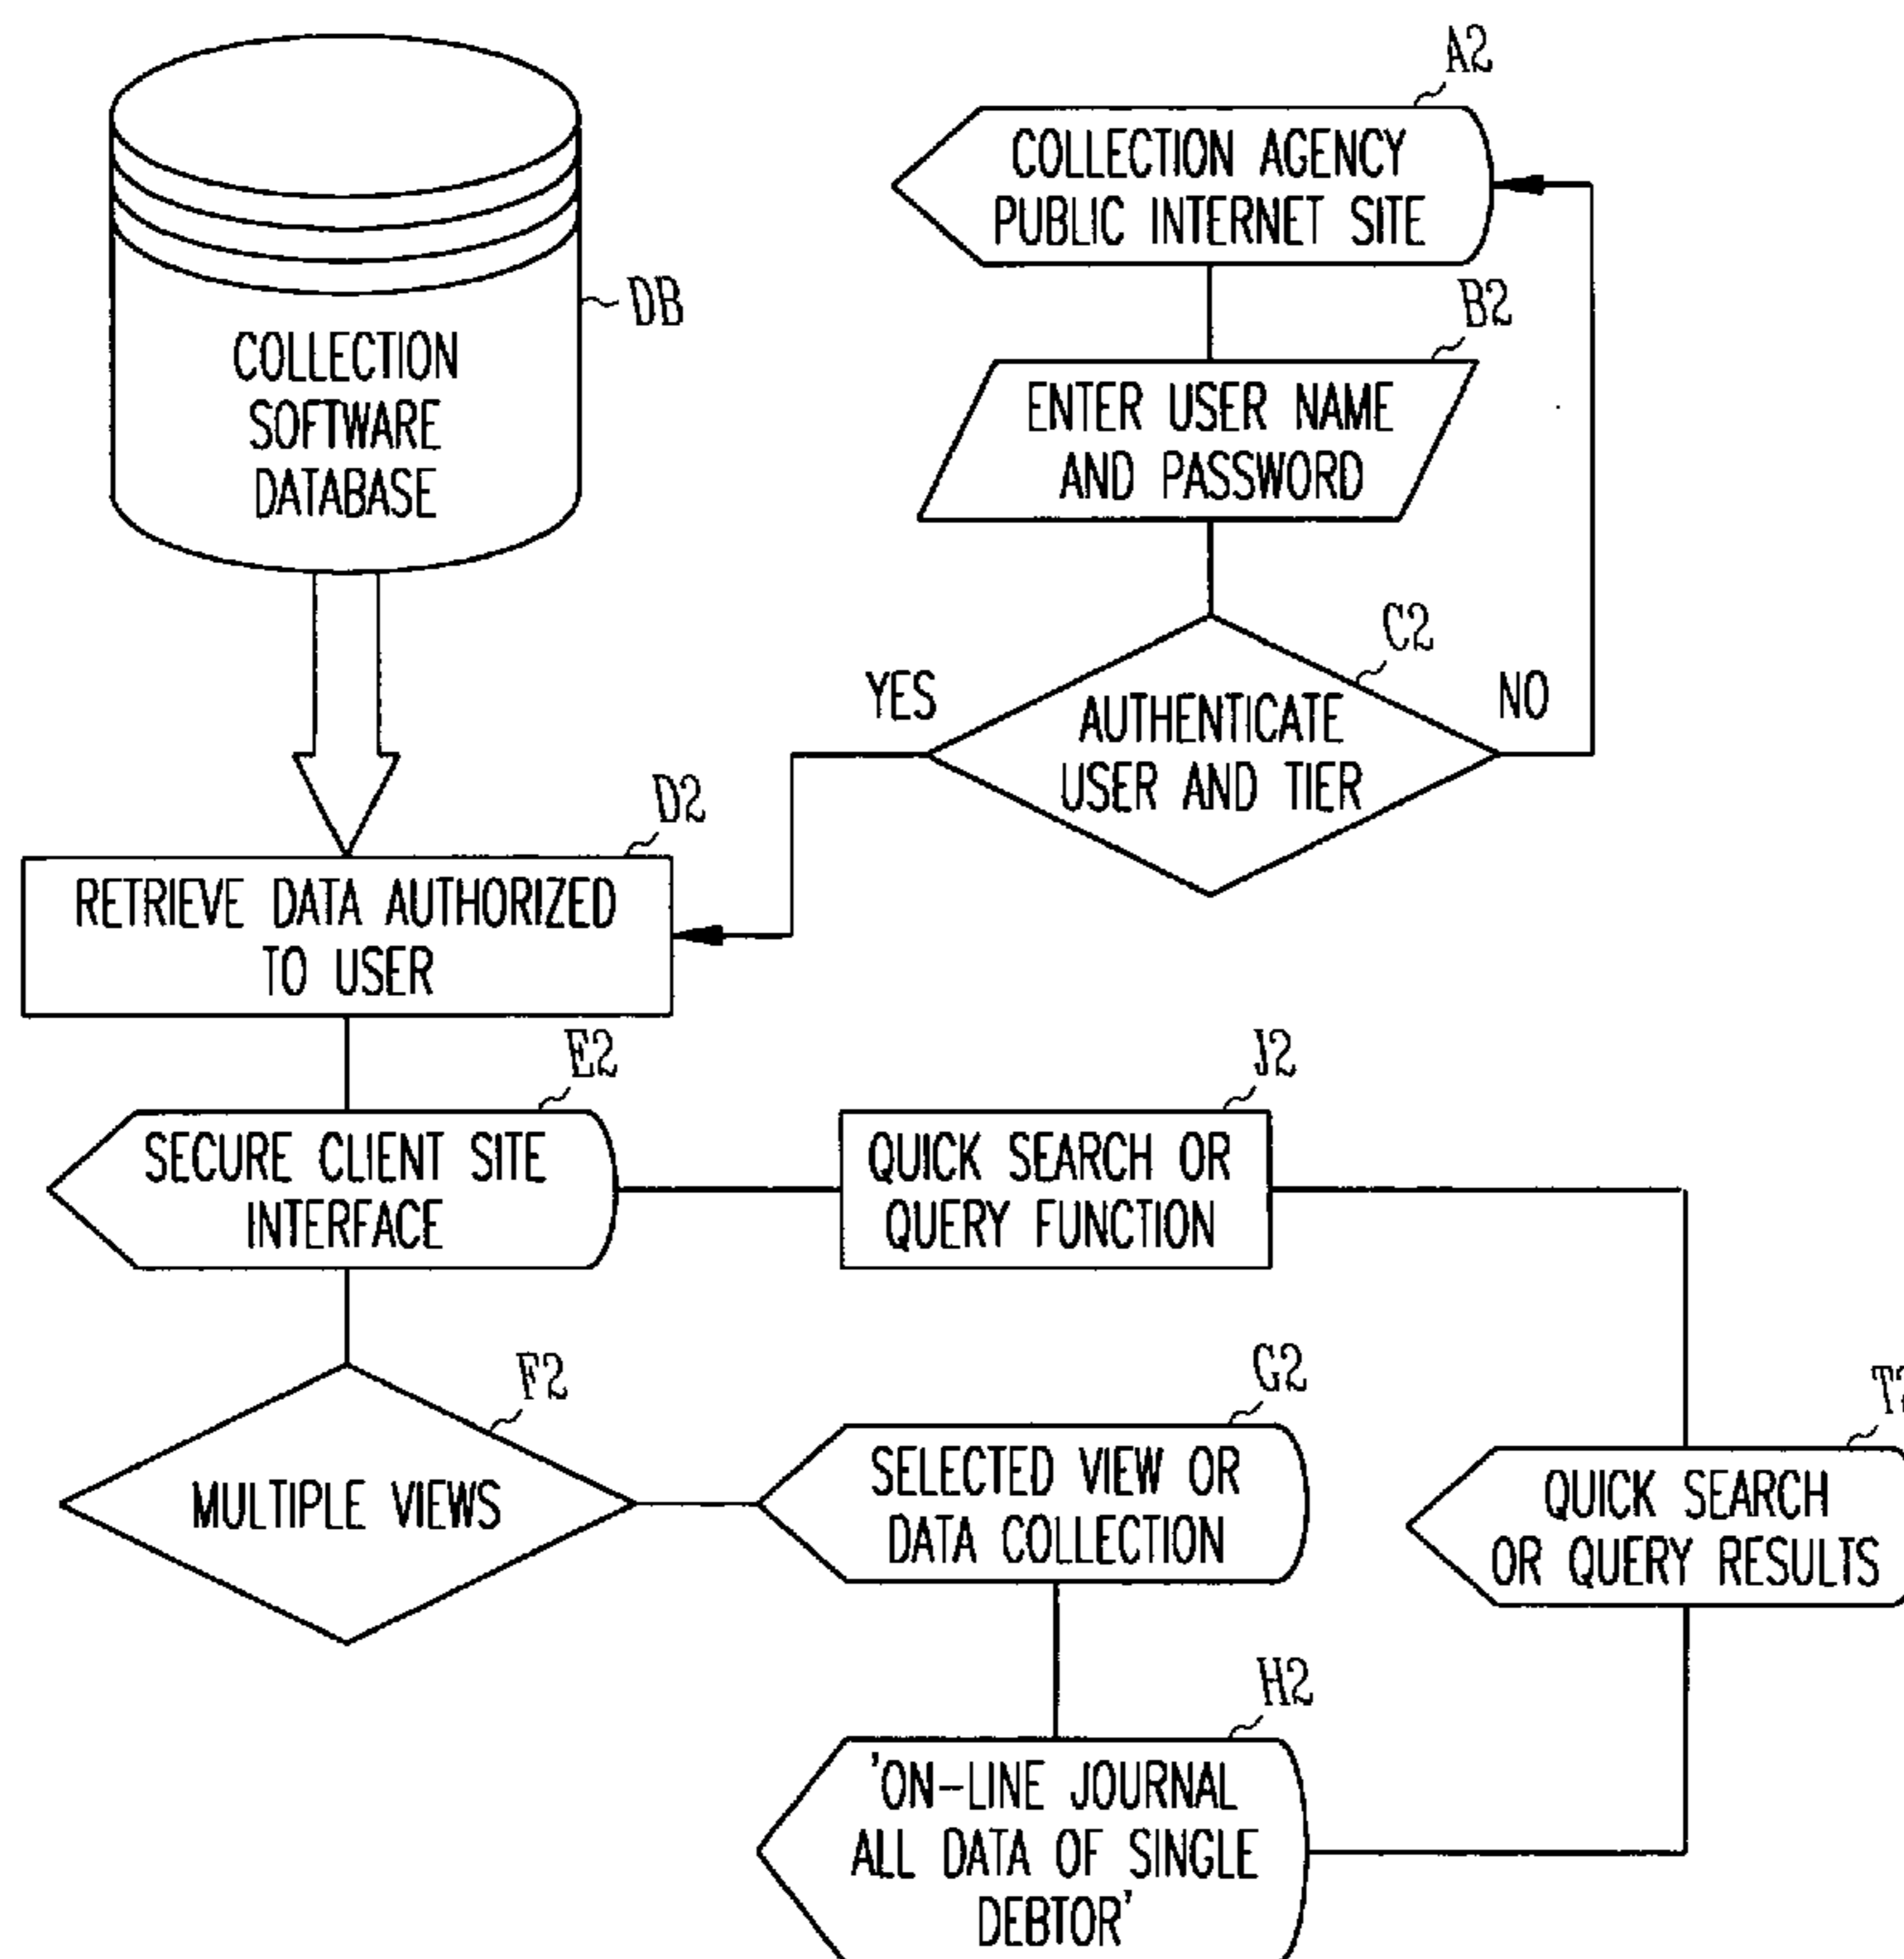 A2
COLLECTION AGENCY
PUBLIC INTERNET SITE
DB
COLLECTION
SOFTWARE
DATABASE
B2
ENTER USER NAME
AND PASSWORD
C2
YES
NO
AUTHENTICATE
USER AND TIER
D2
RETRIEVE DATA AUTHORIZED
TO USER
E2
SECURE CLIENT SITE
INTERFACE
J2
QUICK SEARCH OR
QUERY FUNCTION
F2
MULTIPLE VIEWS
G2
SELECTED VIEW OR
DATA COLLECTION
T2
QUICK SEARCH
OR QUERY RESULTS
H2
'ON-LINE JOURNAL
ALL DATA OF SINGLE
DEBTOR'